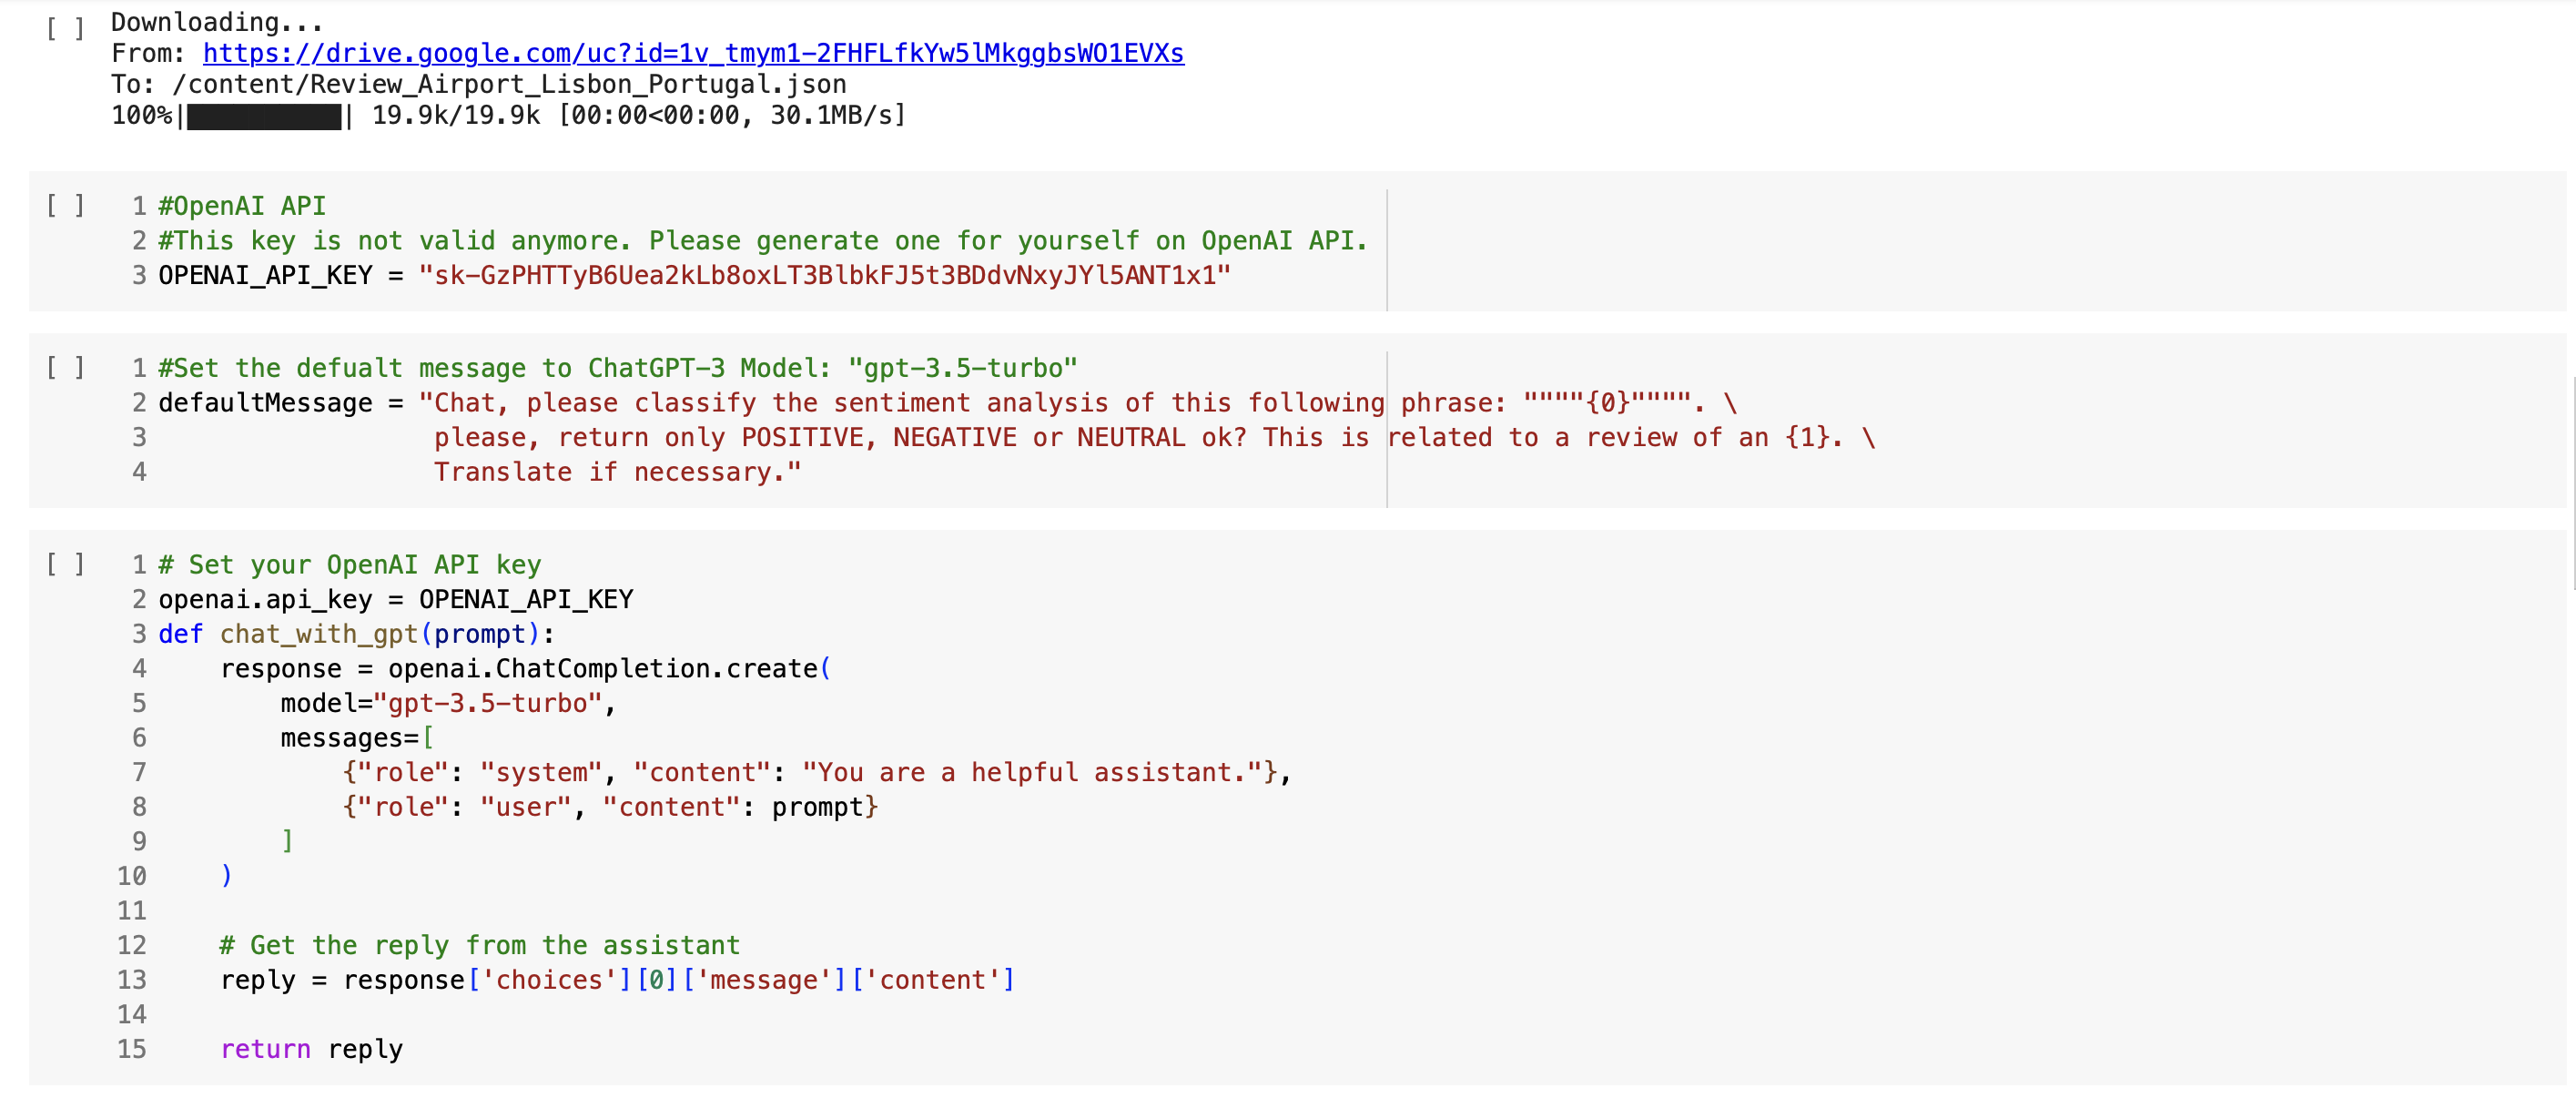 [ ] Downloading...
From: https://drive.google.com/uc?id=1v_tmym1-2FHFLfkYw5lMkggbsWO1EVXs
To: /content/Review_Airport_Lisbon_Portugal.json
100%|██████████| 19.9k/19.9k [00:00<00:00, 30.1MB/s]
[ ] 1 #OpenAI API
2 #This key is not valid anymore. Please generate one for yourself on OpenAI API.
3 OPENAI_API_KEY = "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"
[ ] 1 #Set the defualt message to ChatGPT-3 Model: "gpt-3.5-turbo"
2 defaultMessage = "Chat, please classify the sentiment analysis of this following phrase: """"{0}"""". \
3                   please, return only POSITIVE, NEGATIVE or NEUTRAL ok? This is related to a review of an {1}. \
4                   Translate if necessary."
[ ] 1 # Set your OpenAI API key
2 openai.api_key = OPENAI_API_KEY
3 def chat_with_gpt(prompt):
4     response = openai.ChatCompletion.create(
5         model="gpt-3.5-turbo",
6         messages=[
7             {"role": "system", "content": "You are a helpful assistant."},
8             {"role": "user", "content": prompt}
9         ]
10     )
11
12     # Get the reply from the assistant
13     reply = response['choices'][0]['message']['content']
14
15     return reply